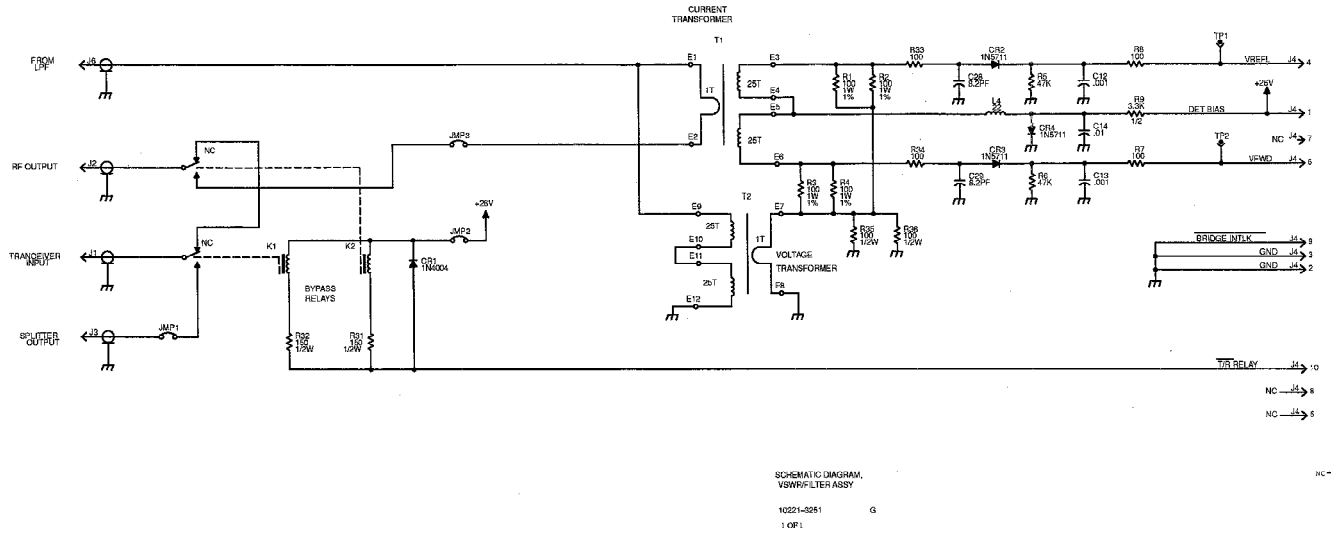 CURRENT
TRANSFORMER
T1
FROM
LPF
J6
E1
1T
E2
25T
E3
E4
E5
25T
E6
R1
100
1W
1%
R2
100
1W
1%
R33
100
C28
8.2PF
CR2
1N5711
R5
47K
C12
.001
R8
100
TP1
VREFL
J4
4
+26V
L4
22
CR4
1N5711
C14
.01
R9
3.3K
1/2
DET BIAS
J4
1
NC
J4
7
TP2
R34
100
C29
8.2PF
CR3
1N5711
R6
47K
C13
.001
R7
100
VFWD
J4
6
RF OUTPUT
J2
NC
JMP3
R3
100
1W
1%
R4
100
1W
1%
T2
E9
25T
E10
E11
25T
E12
E7
1T
E8
VOLTAGE
TRANSFORMER
R35
100
1/2W
R36
100
1/2W
+26V
JMP2
TRANCEIVER
INPUT
J1
NC
K1
K2
CR1
1N4004
BYPASS
RELAYS
BRIDGE INTLK
J4
9
GND
J4
3
GND
J4
2
SPLITTER
OUTPUT
J3
JMP1
R32
150
1/2W
R31
150
1/2W
T/R RELAY
J4
10
NC
J4
8
NC
J4
5
SCHEMATIC DIAGRAM,
VSWR/FILTER ASSY
NC
10221-3251
G
1 OF 1